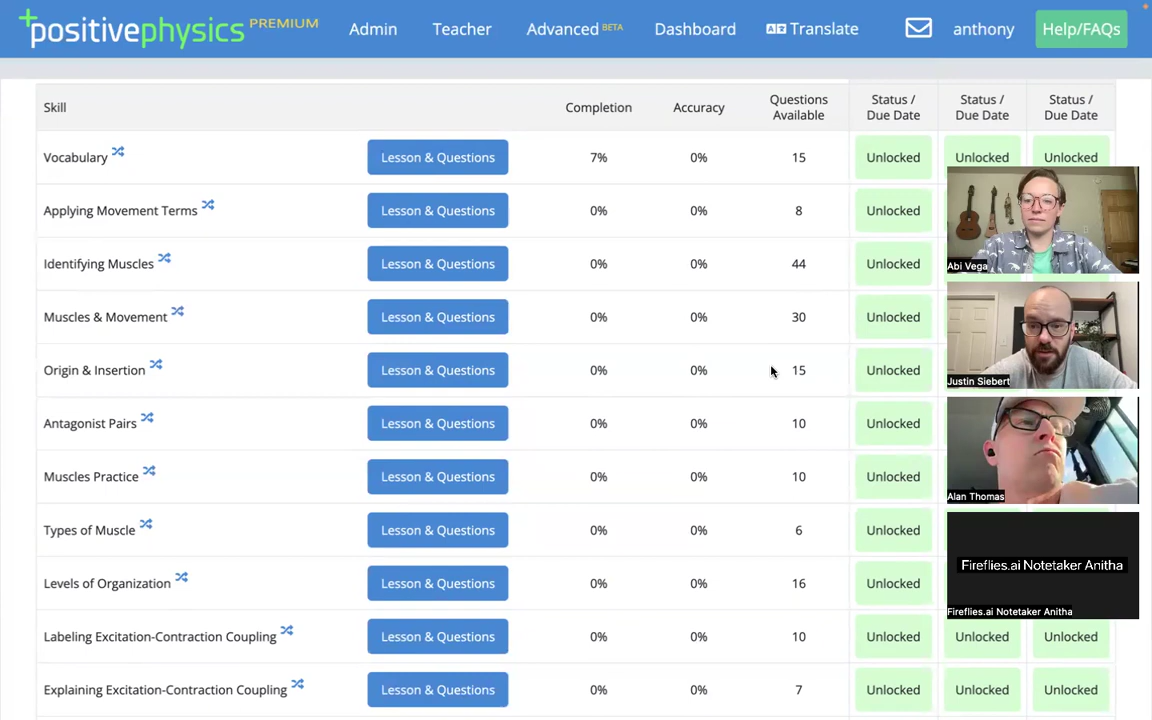 positivephysics PREMIUM Admin Teacher Advanced BETA Dashboard Translate anthony Help/FAQs
Skill Completion Accuracy Questions Available Status / Due Date Status / Due Date Status / Due Date
Vocabulary Lesson & Questions 7% 0% 15 Unlocked Unlocked Unlocked
Applying Movement Terms Lesson & Questions 0% 0% 8 Unlocked
Identifying Muscles Lesson & Questions 0% 0% 44 Unlocked
Abi Vega
Muscles & Movement Lesson & Questions 0% 0% 30 Unlocked
Origin & Insertion Lesson & Questions 0% 0% 15 Unlocked
Justin Siebert
Antagonist Pairs Lesson & Questions 0% 0% 10 Unlocked
Muscles Practice Lesson & Questions 0% 0% 10 Unlocked
Alan Thomas
Types of Muscle Lesson & Questions 0% 0% 6 Unlocked
Fireflies.ai Notetaker Anitha
Levels of Organization Lesson & Questions 0% 0% 16 Unlocked
Fireflies.ai Notetaker Anitha
Labeling Excitation-Contraction Coupling Lesson & Questions 0% 0% 10 Unlocked Unlocked Unlocked
Explaining Excitation-Contraction Coupling Lesson & Questions 0% 0% 7 Unlocked Unlocked Unlocked